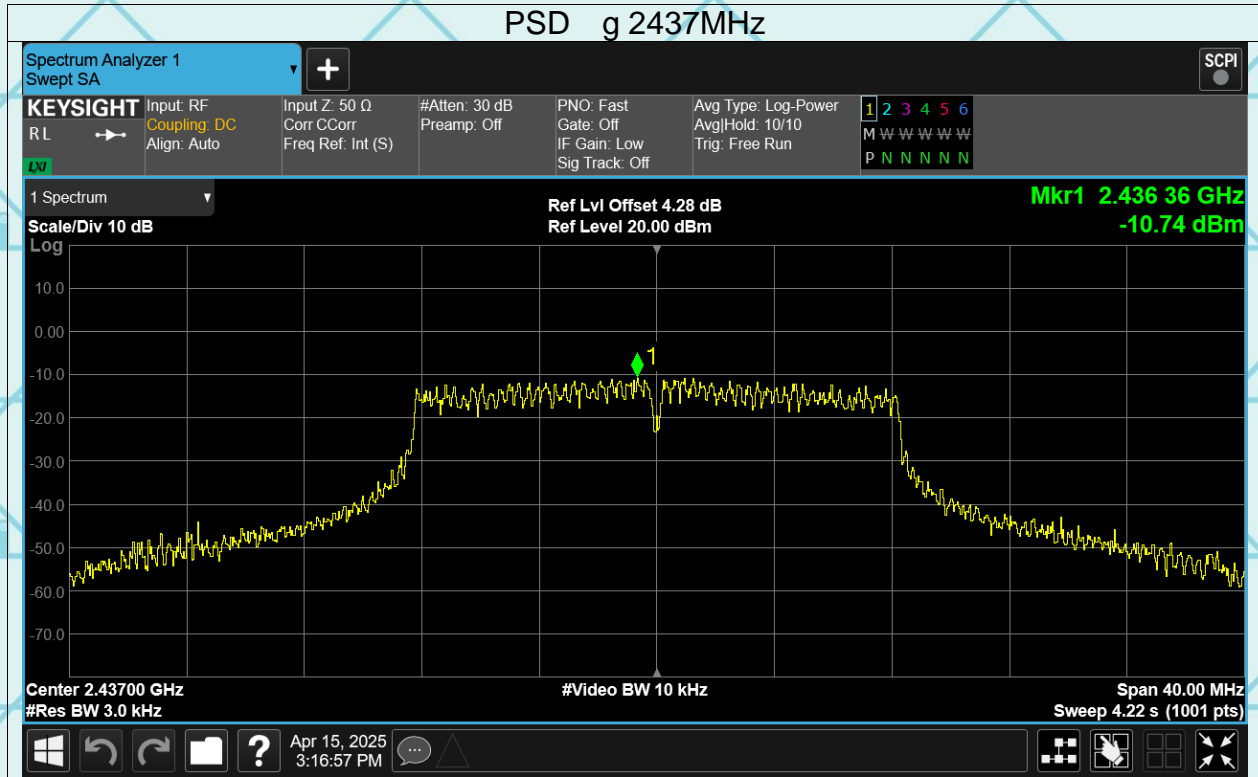 PSD g 2437MHz
Spectrum Analyzer 1
Swept SA
SCPI
KEYSIGHT
R L
LXI
Input: RF
Coupling: DC
Align: Auto
Input Z: 50 Ω
Corr CCorr
Freq Ref: Int (S)
#Atten: 30 dB
Preamp: Off
PNO: Fast
Gate: Off
IF Gain: Low
Sig Track: Off
Avg Type: Log-Power
Avg|Hold: 10/10
Trig: Free Run
1 2 3 4 5 6
M W W W W W
P N N N N N
1 Spectrum
Scale/Div 10 dB
Ref Lvl Offset 4.28 dB
Ref Level 20.00 dBm
Mkr1 2.436 36 GHz
-10.74 dBm
Log
10.0
0.00
-10.0
-20.0
-30.0
-40.0
-50.0
-60.0
-70.0
1
Center 2.43700 GHz
#Res BW 3.0 kHz
#Video BW 10 kHz
Span 40.00 MHz
Sweep 4.22 s (1001 pts)
?
Apr 15, 2025
3:16:57 PM